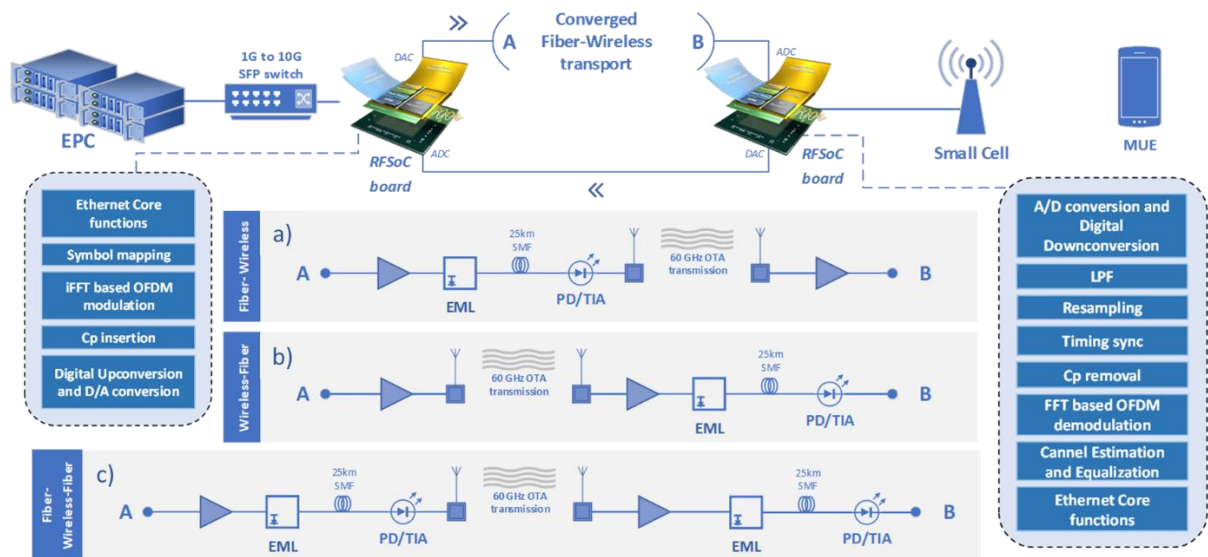 A
Converged
Fiber-Wireless
transport
B
»
DAC
ADC
1G to 10G
SFP switch
EPC
ADC
RFSoC
board
DAC
RFSoC
board
«
Small Cell
MUE
Ethernet Core
functions
Symbol mapping
iFFT based OFDM
modulation
Cp insertion
Digital Upconversion
and D/A conversion
A/D conversion and
Digital
Downconversion
LPF
Resampling
Timing sync
Cp removal
FFT based OFDM
demodulation
Cannel Estimation
and Equalization
Ethernet Core
functions
Fiber- Wireless
a)
A
EML
25km
SMF
PD/TIA
60 GHz OTA
transmission
B
Wireless-Fiber
b)
A
60 GHz OTA
transmission
EML
25km
SMF
PD/TIA
B
Fiber-
Wireless-Fiber
c)
A
EML
25km
SMF
PD/TIA
60 GHz OTA
transmission
EML
25km
SMF
PD/TIA
B